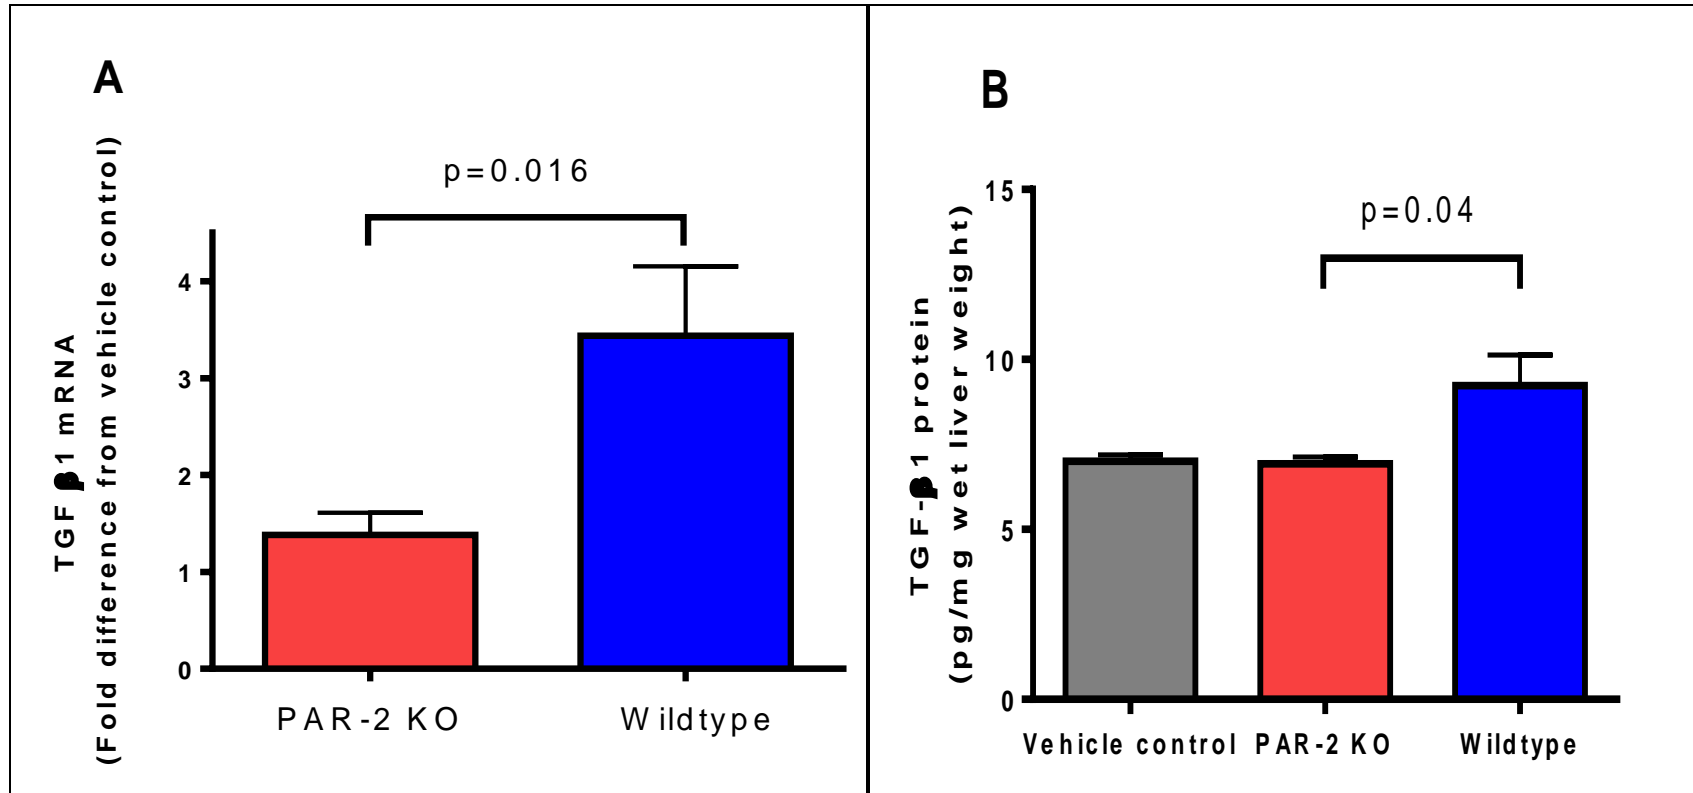 A
p=0.016
TGF β1 mRNA
(Fold difference from vehicle control)
4
3
2
1
0
PAR-2 KO Wildtype
B
p=0.04
TGF-β1 protein
(pg/mg wet liver weight)
15
10
5
0
Vehicle control PAR-2 KO Wildtype